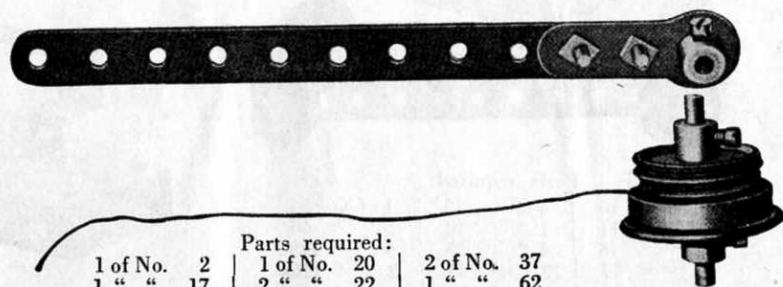 Parts required:
1 of No. 2 | 1 of No. 20 | 2 of No. 37
1 “ “ 17 | 2 “ “ 22 | 1 “ “ 62